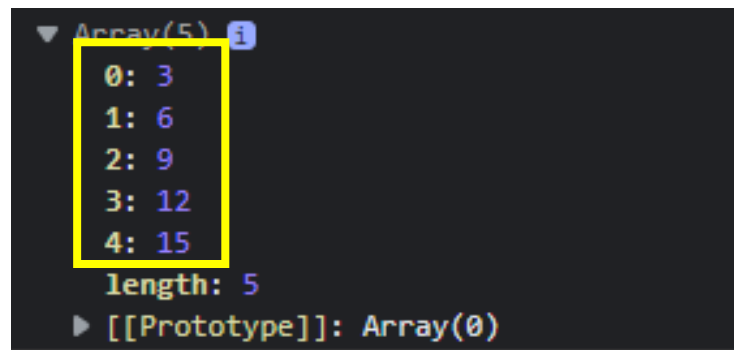 Array(5) i
0: 3
1: 6
2: 9
3: 12
4: 15
length: 5
[[Prototype]]: Array(0)